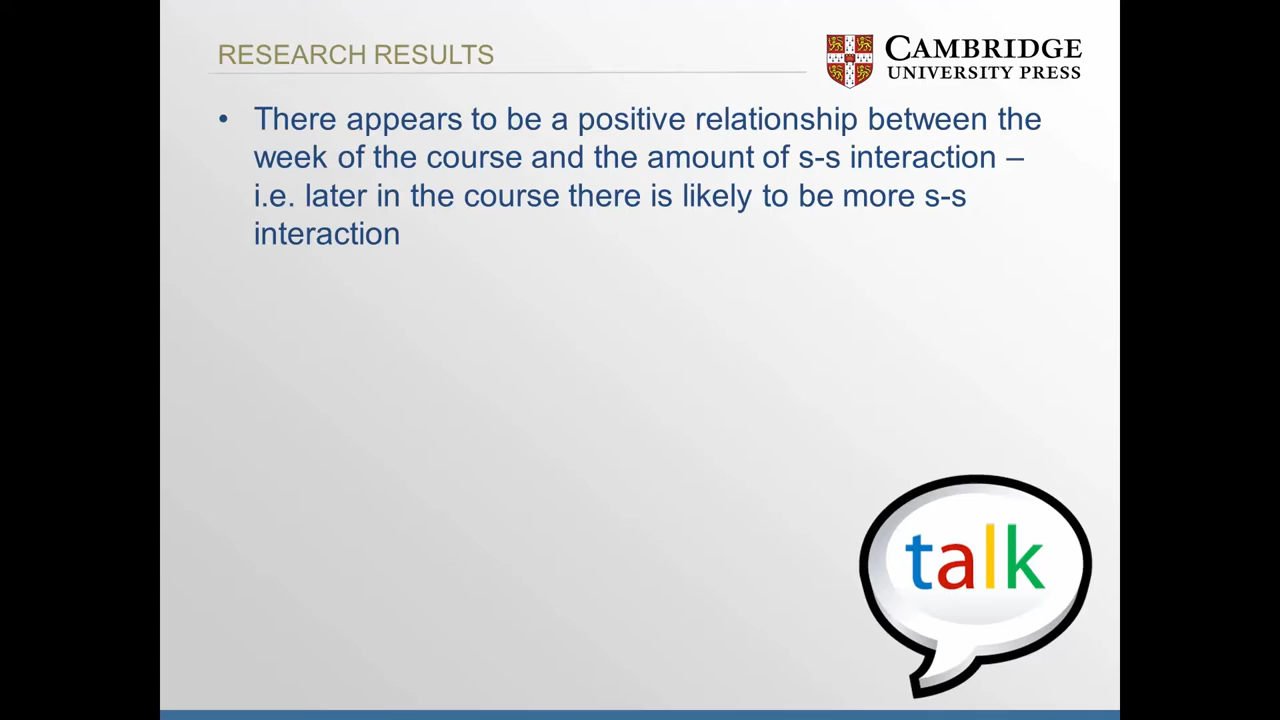 RESEARCH RESULTS
CAMBRIDGE
UNIVERSITY PRESS
• There appears to be a positive relationship between the
week of the course and the amount of s-s interaction –
i.e. later in the course there is likely to be more s-s
interaction
talk